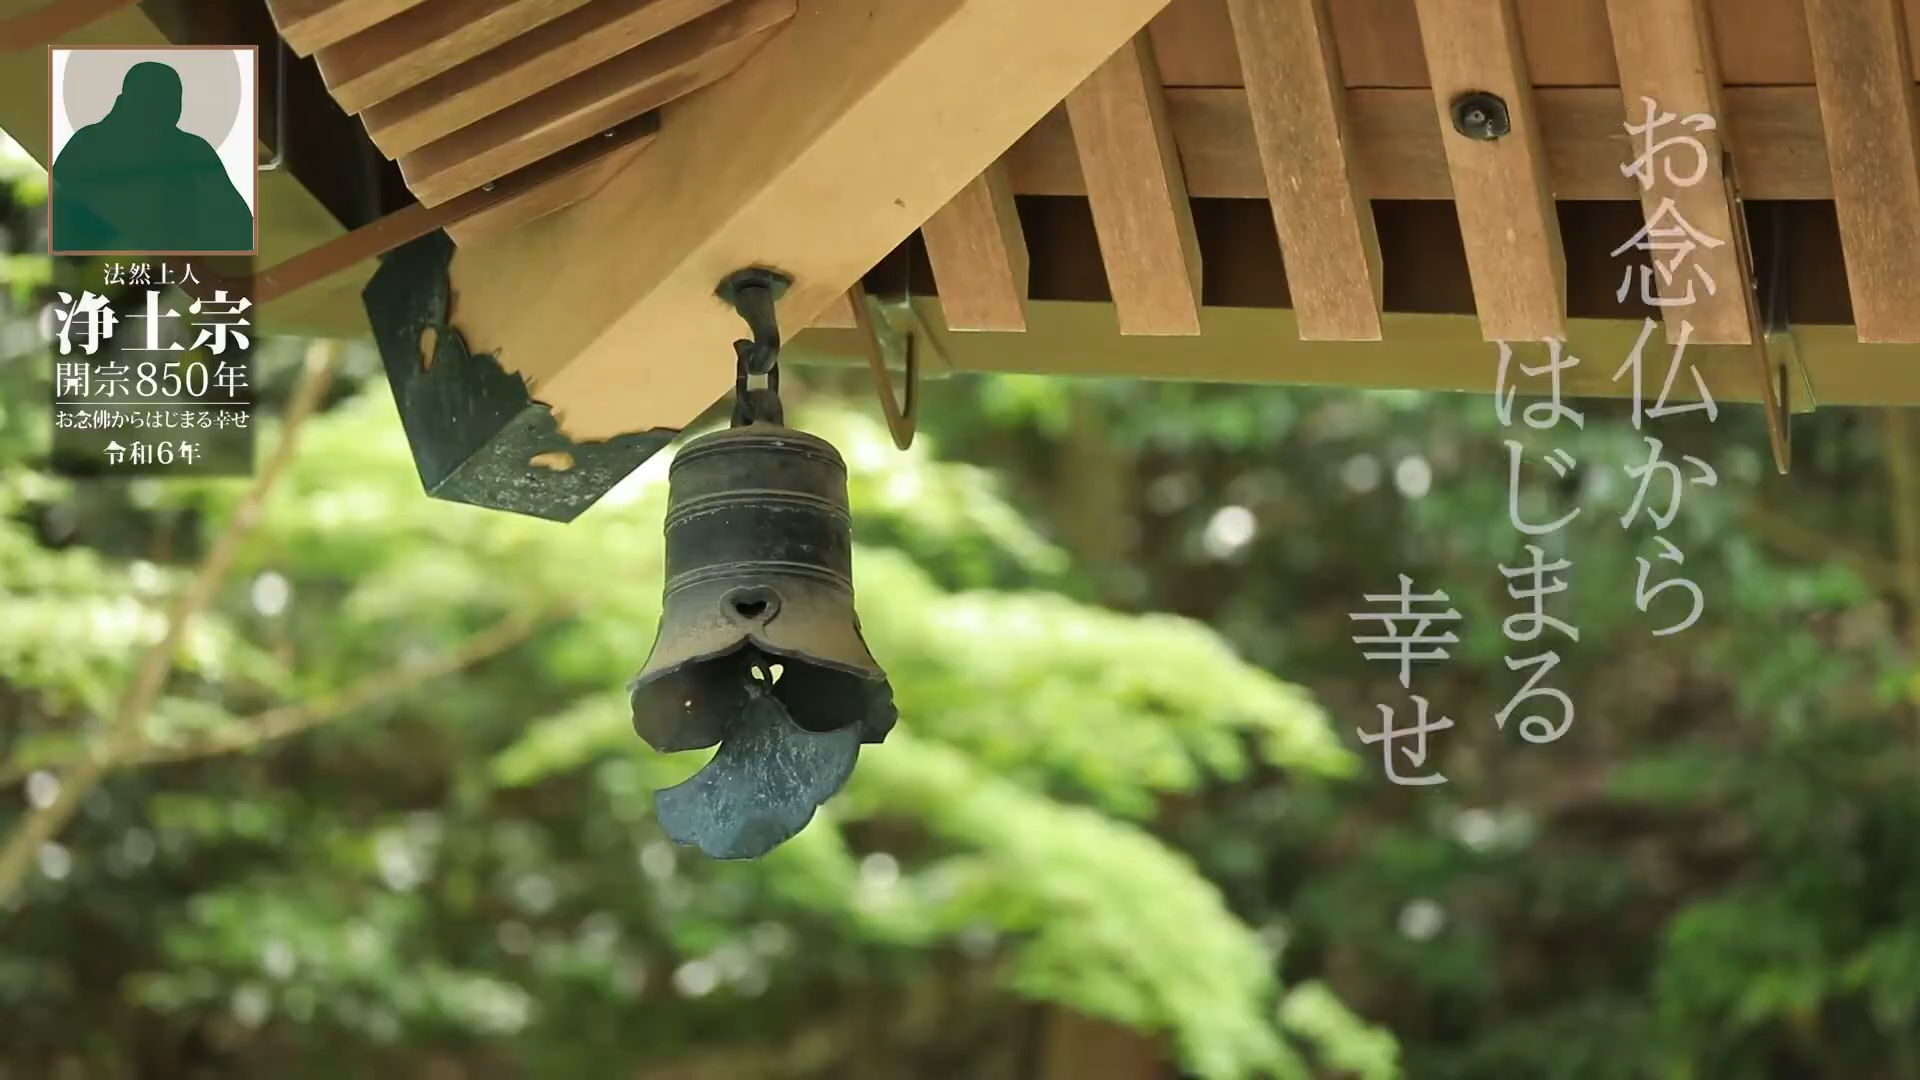 法然上人
浄土宗
開宗850年
お念佛からはじまる幸せ
令和6年
お念仏から
はじまる
幸せ